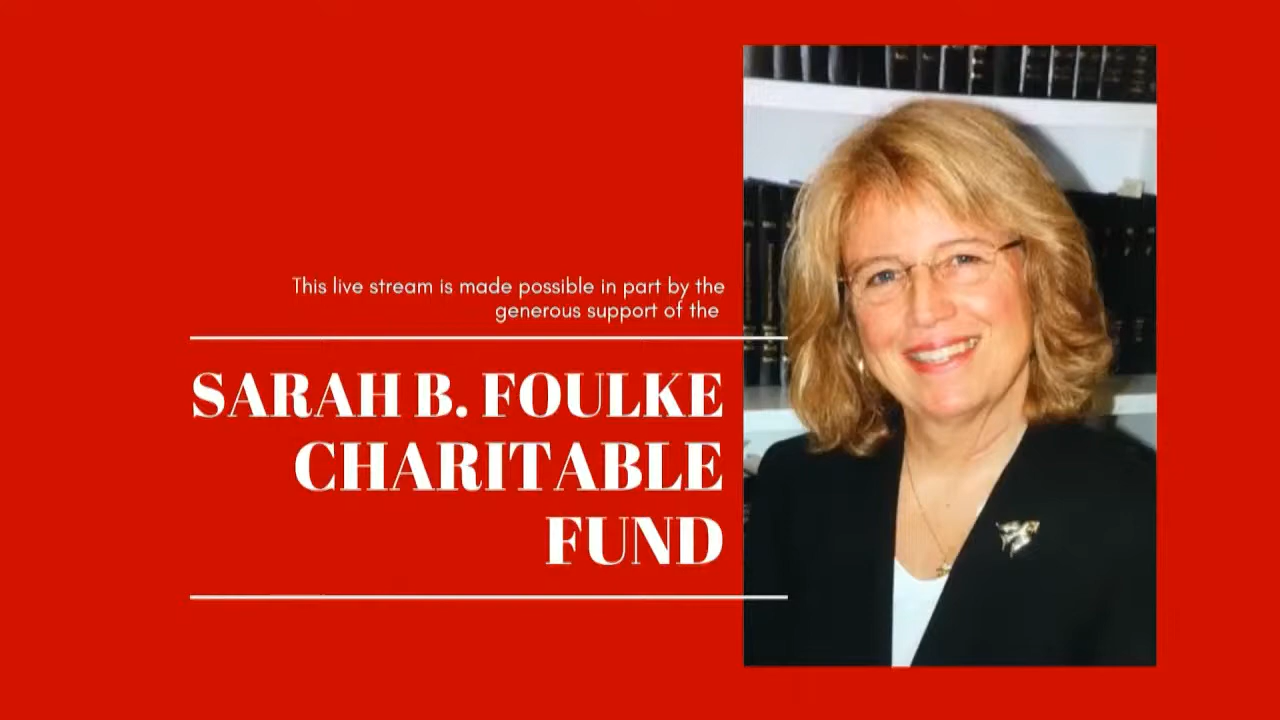 This live stream is made possible in part by the
generous support of the
SARAH B. FOULKE
CHARITABLE
FUND